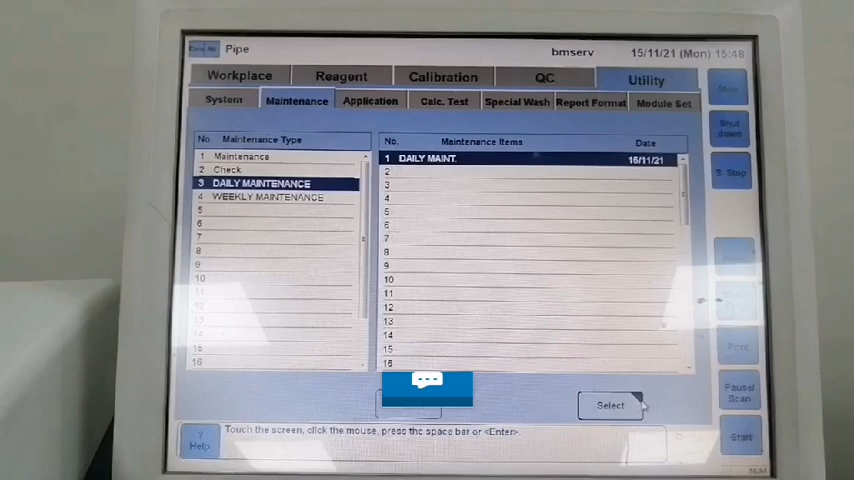 Pipe
bmserv
15/11/21 (Mon) 15:48
Workplace
Reagent
Calibration
QC
Utility
Stop
System
Maintenance
Application
Calc. Test
Special Wash
Report Format
Module Set
Shut down
S. Stop
No. Maintenance Type
1 Maintenance
2 Check
3 DAILY MAINTENANCE
4 WEEKLY MAINTENANCE
5
6
7
8
9
10
11
12
13
14
15
16
No. Maintenance Items Date
1 DAILY MAINT. 15/11/21
2
3
4
5
6
7
8
9
10
11
12
13
14
15
16
Print
Pause/ Scan
Start
Select
? Help
Touch the screen, click the mouse, press the space bar or <Enter>.